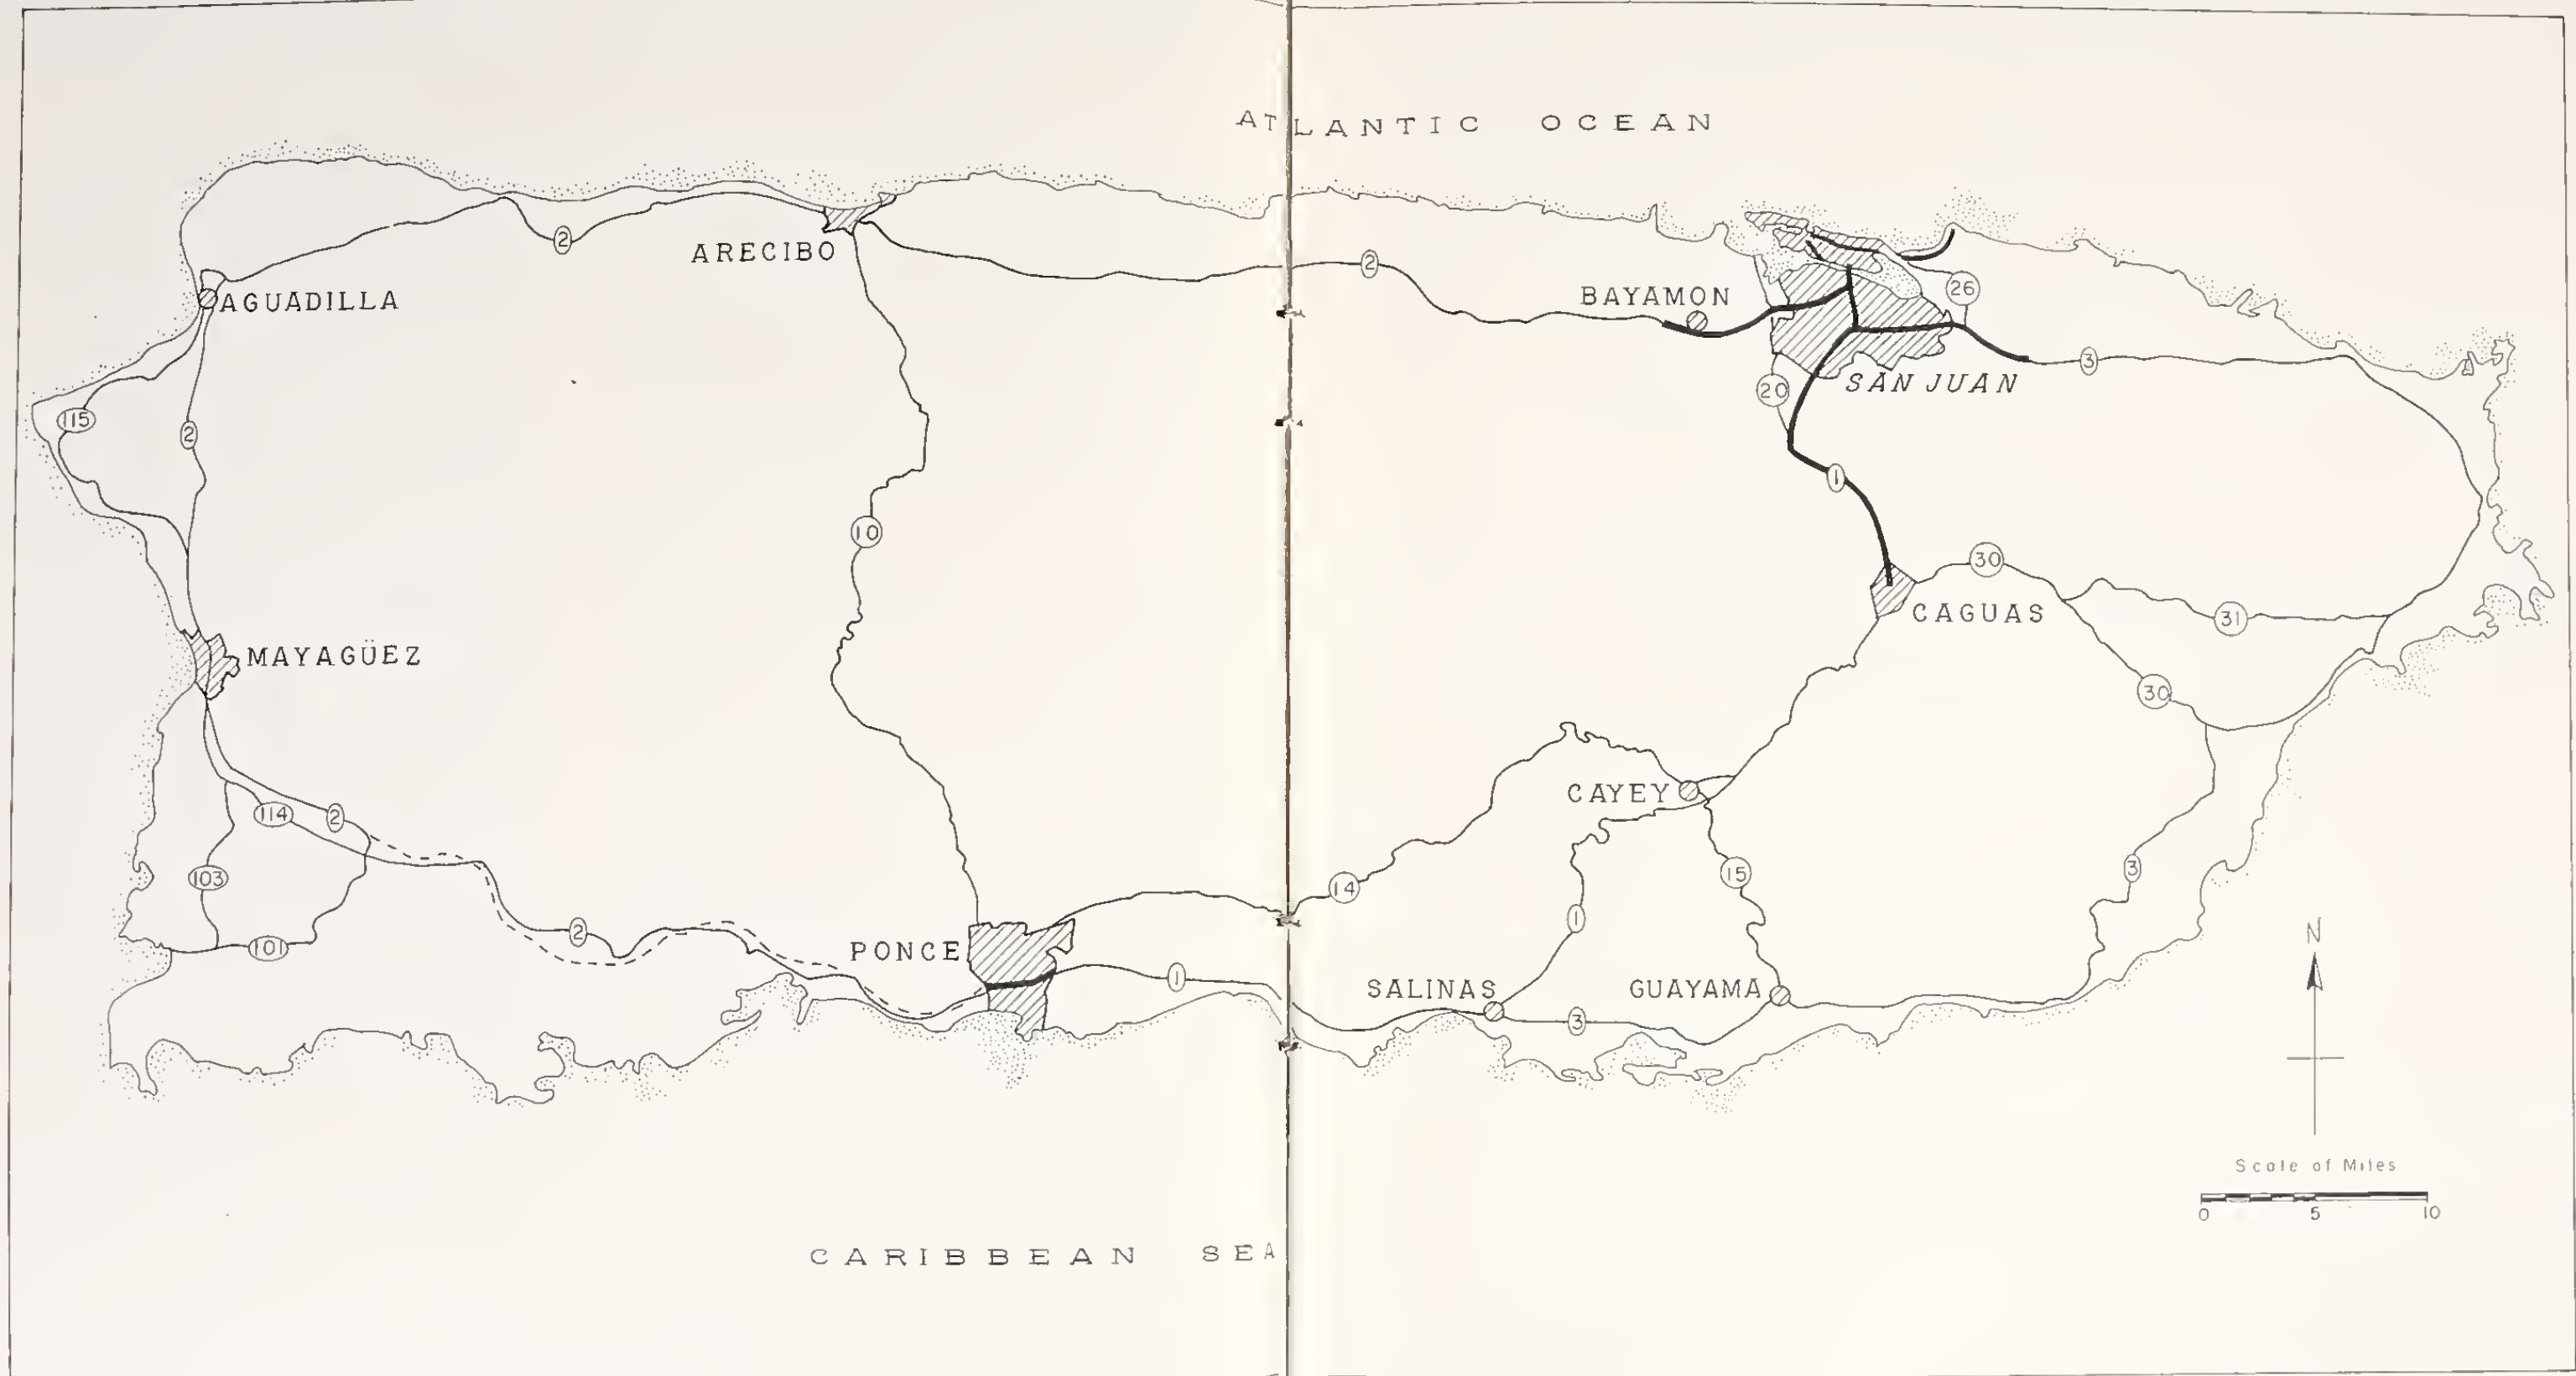 ATLANTIC OCEAN
2
ARECIBO
2
BAYAMON
26
AGUADILLA
3
SAN JUAN
20
115
2
1
10
30
CAGUAS
31
MAYAGÜEZ
30
CAYEY
114
2
103
14
15
3
1
2
101
PONCE
1
SALINAS
GUAYAMA
3
N
Scale of Miles
0 5 10
CARIBBEAN SEA